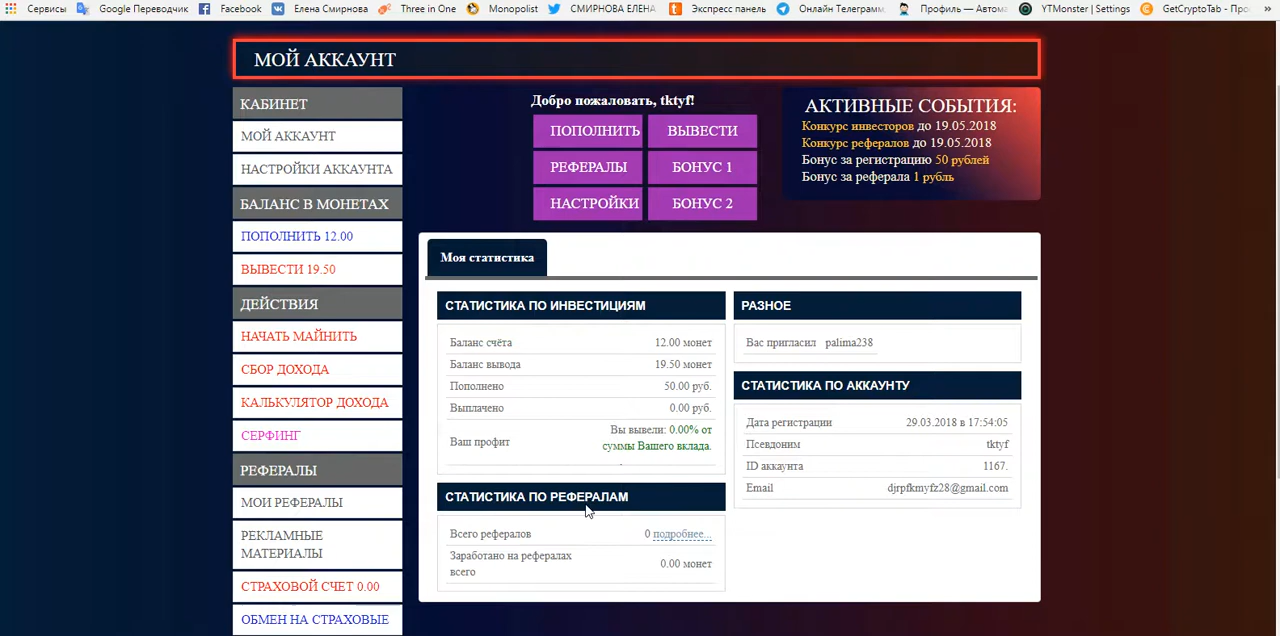 Сервисы Google Переводчик Facebook Елена Смирнова Three in One Monopolist СМИРНОВА ЕЛЕНА Экспресс панель Онлайн Телеграмм Профиль — Автома YTMonster | Settings GetCryptoTab - Про »
МОЙ АККАУНТ
КАБИНЕТ
МОЙ АККАУНТ
НАСТРОЙКИ АККАУНТА
БАЛАНС В МОНЕТАХ
ПОПОЛНИТЬ 12.00
ВЫВЕСТИ 19.50
ДЕЙСТВИЯ
НАЧАТЬ МАЙНИТЬ
СБОР ДОХОДА
КАЛЬКУЛЯТОР ДОХОДА
СЕРФИНГ
РЕФЕРАЛЫ
МОИ РЕФЕРАЛЫ
РЕКЛАМНЫЕ
МАТЕРИАЛЫ
СТРАХОВОЙ СЧЕТ 0.00
ОБМЕН НА СТРАХОВЫЕ
Добро пожаловать, tktyf!
ПОПОЛНИТЬ ВЫВЕСТИ
РЕФЕРАЛЫ БОНУС 1
НАСТРОЙКИ БОНУС 2
АКТИВНЫЕ СОБЫТИЯ:
Конкурс инвесторов до 19.05.2018
Конкурс рефералов до 19.05.2018
Бонус за регистрацию 50 рублей
Бонус за реферала 1 рубль
Моя статистика
СТАТИСТИКА ПО ИНВЕСТИЦИЯМ
Баланс счёта 12.00 монет
Баланс вывода 19.50 монет
Пополнено 50.00 руб.
Выплачено 0.00 руб.
Ваш профит Вы вывели: 0.00% от
суммы Вашего вклада.
СТАТИСТИКА ПО РЕФЕРАЛАМ
Всего рефералов 0 подробнее...
Заработано на рефералах
всего 0.00 монет
РАЗНОЕ
Вас пригласил palima238
СТАТИСТИКА ПО АККАУНТУ
Дата регистрации 29.03.2018 в 17:54:05
Псевдоним tktyf
ID аккаунта 1167.
Email djrpfkmyfz28@gmail.com